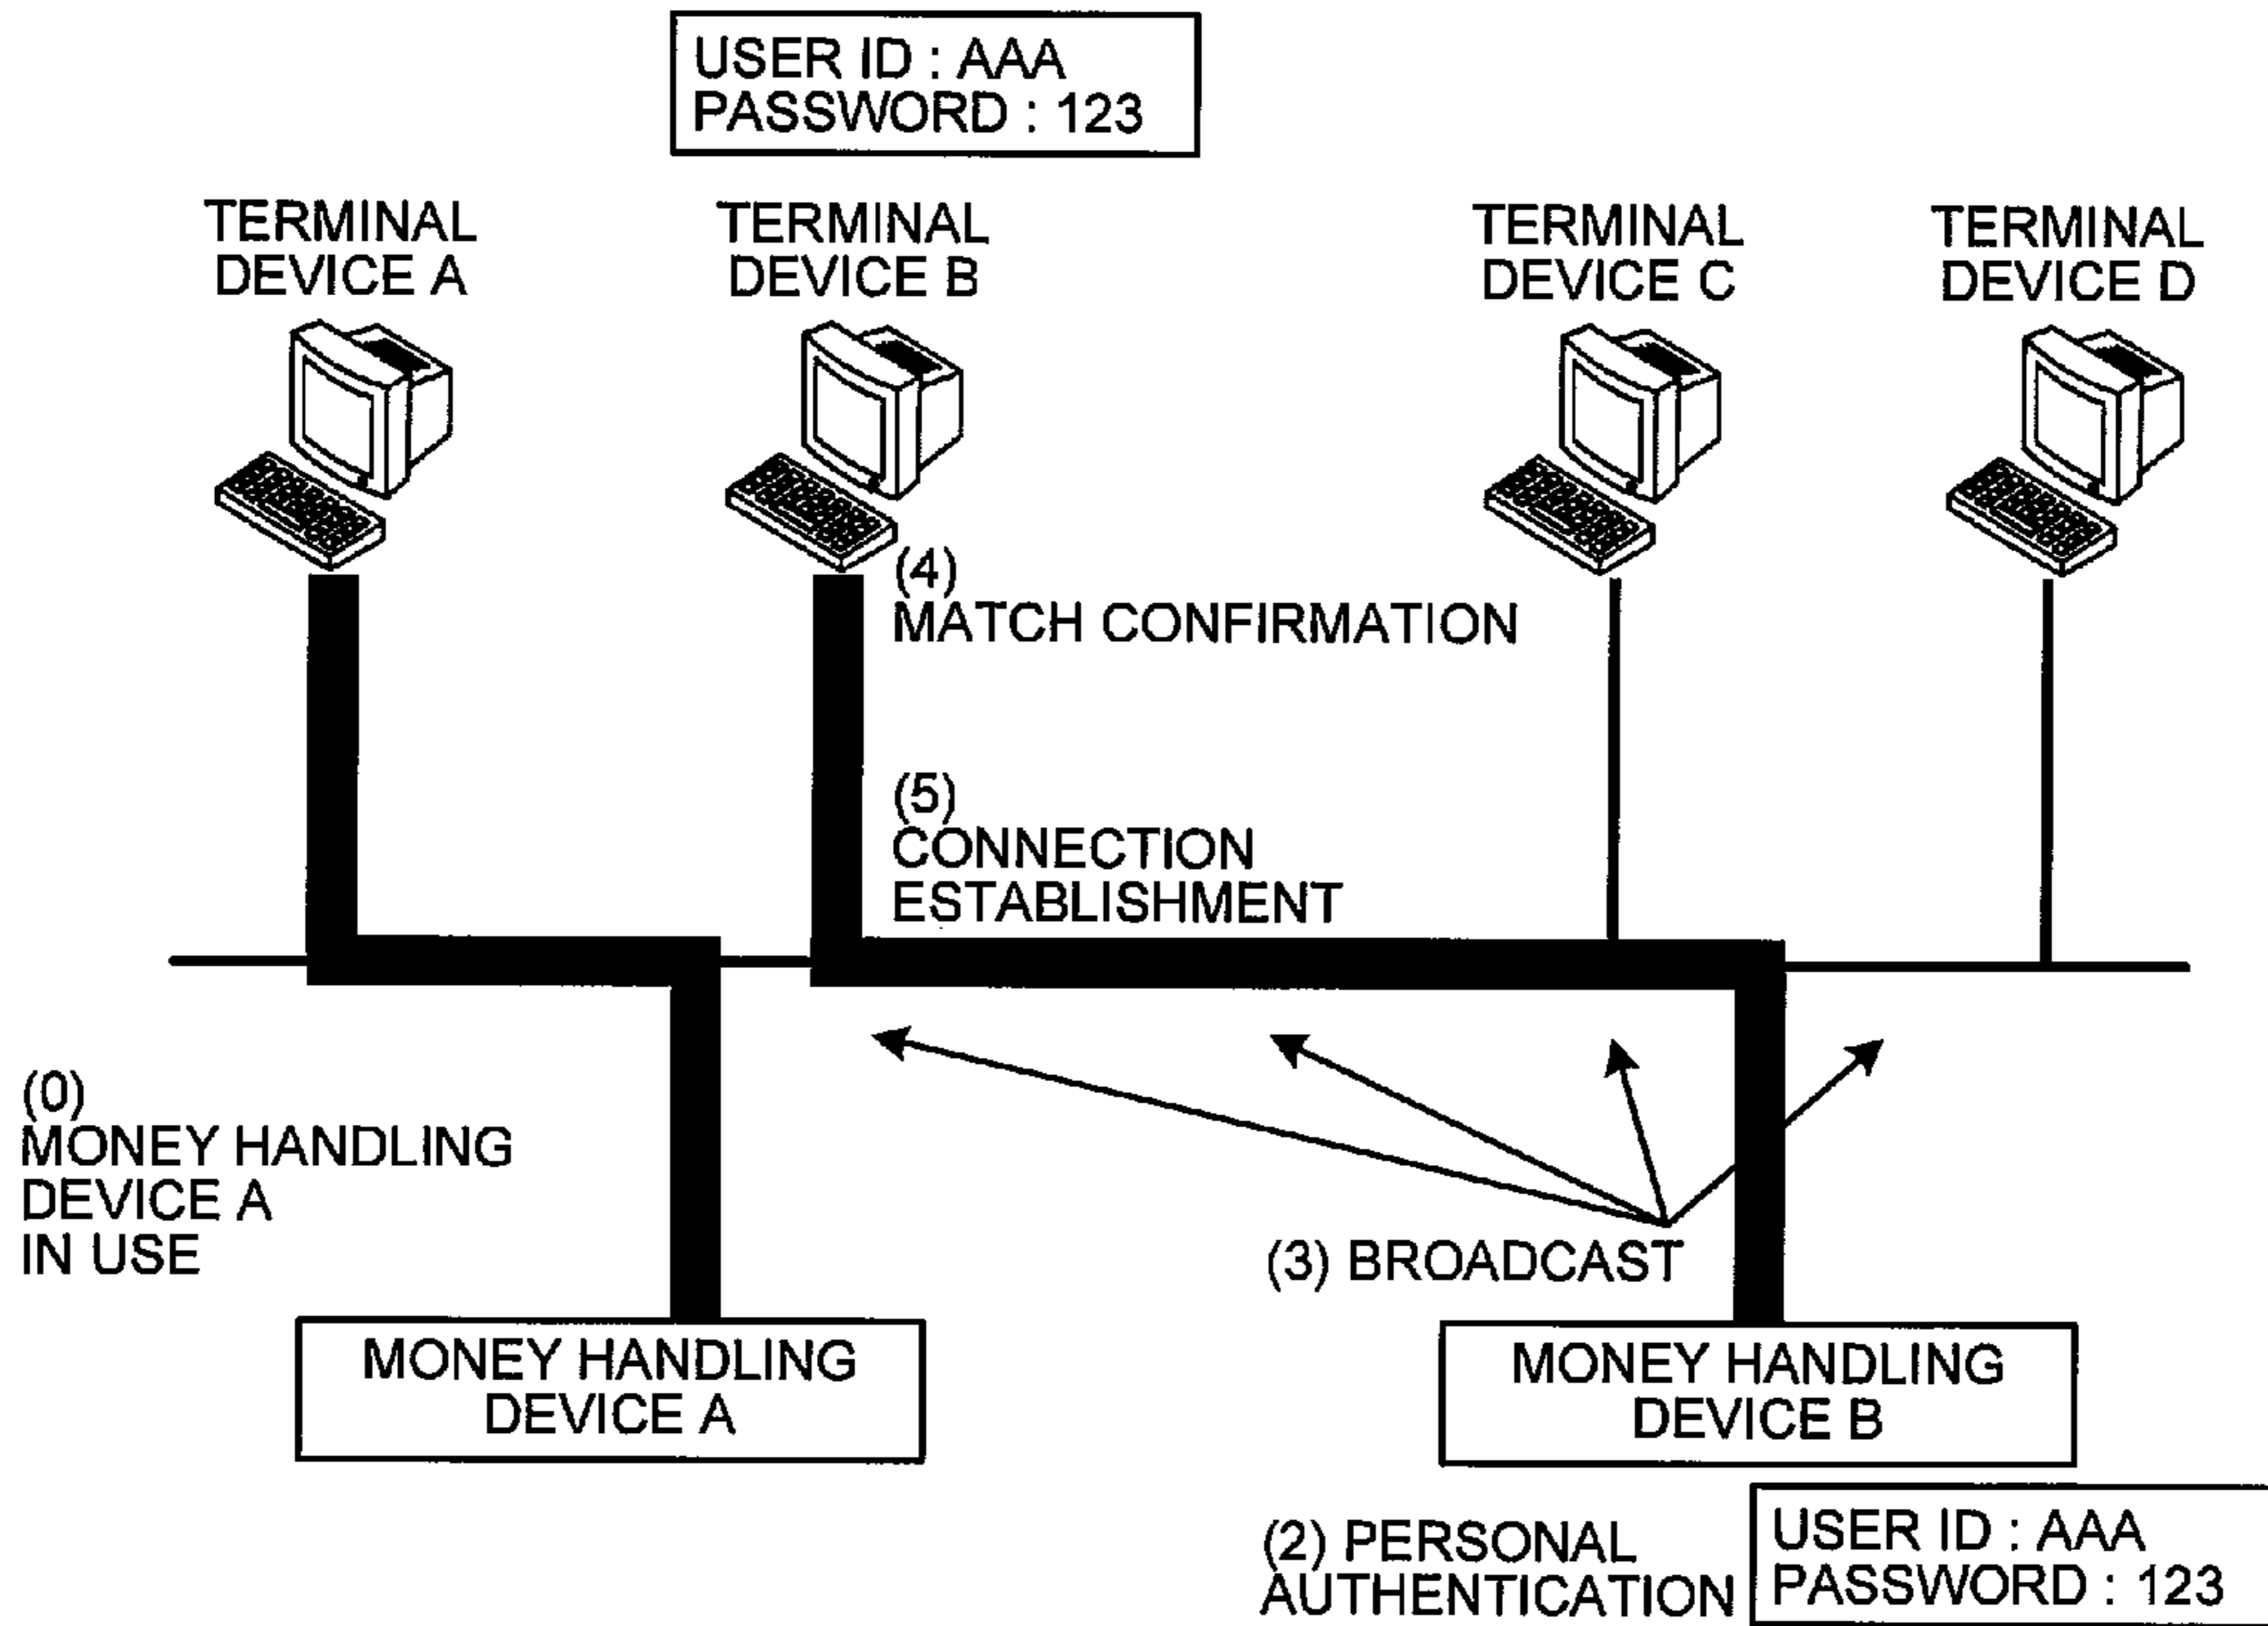 USER ID : AAA
PASSWORD : 123
TERMINAL
DEVICE A
TERMINAL
DEVICE B
TERMINAL
DEVICE C
TERMINAL
DEVICE D
(4)
MATCH CONFIRMATION
(5)
CONNECTION
ESTABLISHMENT
(0)
MONEY HANDLING
DEVICE A
IN USE
(3) BROADCAST
MONEY HANDLING
DEVICE A
MONEY HANDLING
DEVICE B
(2) PERSONAL
AUTHENTICATION
USER ID : AAA
PASSWORD : 123